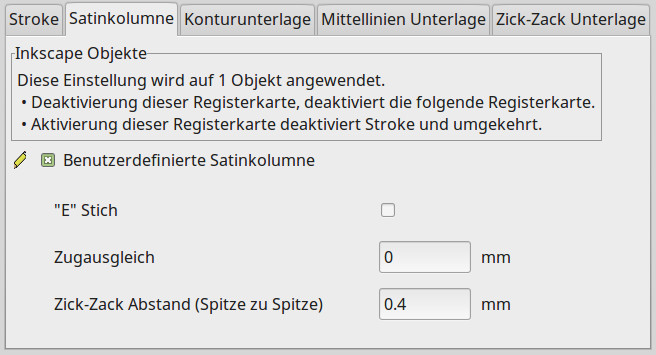 Stroke Satinkolumne Konturunterlage Mittellinien Unterlage Zick-Zack Unterlage
Inkscape Objekte
Diese Einstellung wird auf 1 Objekt angewendet.
• Deaktivierung dieser Registerkarte, deaktiviert die folgende Registerkarte.
• Aktivierung dieser Registerkarte deaktiviert Stroke und umgekehrt.
Benutzerdefinierte Satinkolumne
"E" Stich
Zugausgleich 0 mm
Zick-Zack Abstand (Spitze zu Spitze) 0.4 mm